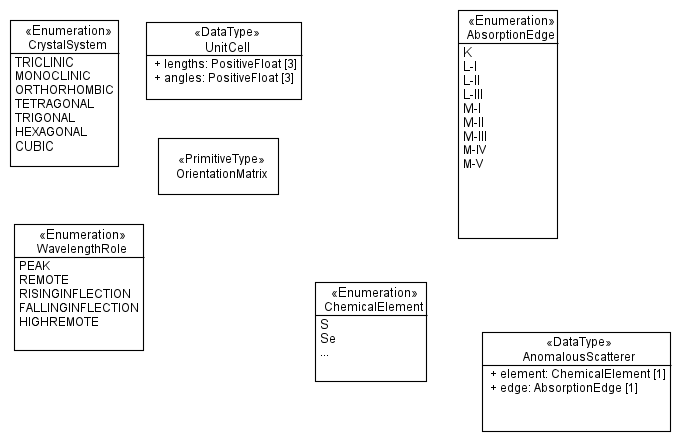 «Enumeration»
CrystalSystem
TRICLINIC
MONOCLINIC
ORTHORHOMBIC
TETRAGONAL
TRIGONAL
HEXAGONAL
CUBIC
«DataType»
UnitCell
+ lengths: PositiveFloat [3]
+ angles: PositiveFloat [3]
«Enumeration»
AbsorptionEdge
K
L-I
L-II
L-III
M-I
M-II
M-III
M-IV
M-V
«PrimitiveType»
OrientationMatrix
«Enumeration»
WavelengthRole
PEAK
REMOTE
RISINGINFLECTION
FALLINGINFLECTION
HIGHREMOTE
«Enumeration»
ChemicalElement
S
Se
...
«DataType»
AnomalousScatterer
+ element: ChemicalElement [1]
+ edge: AbsorptionEdge [1]